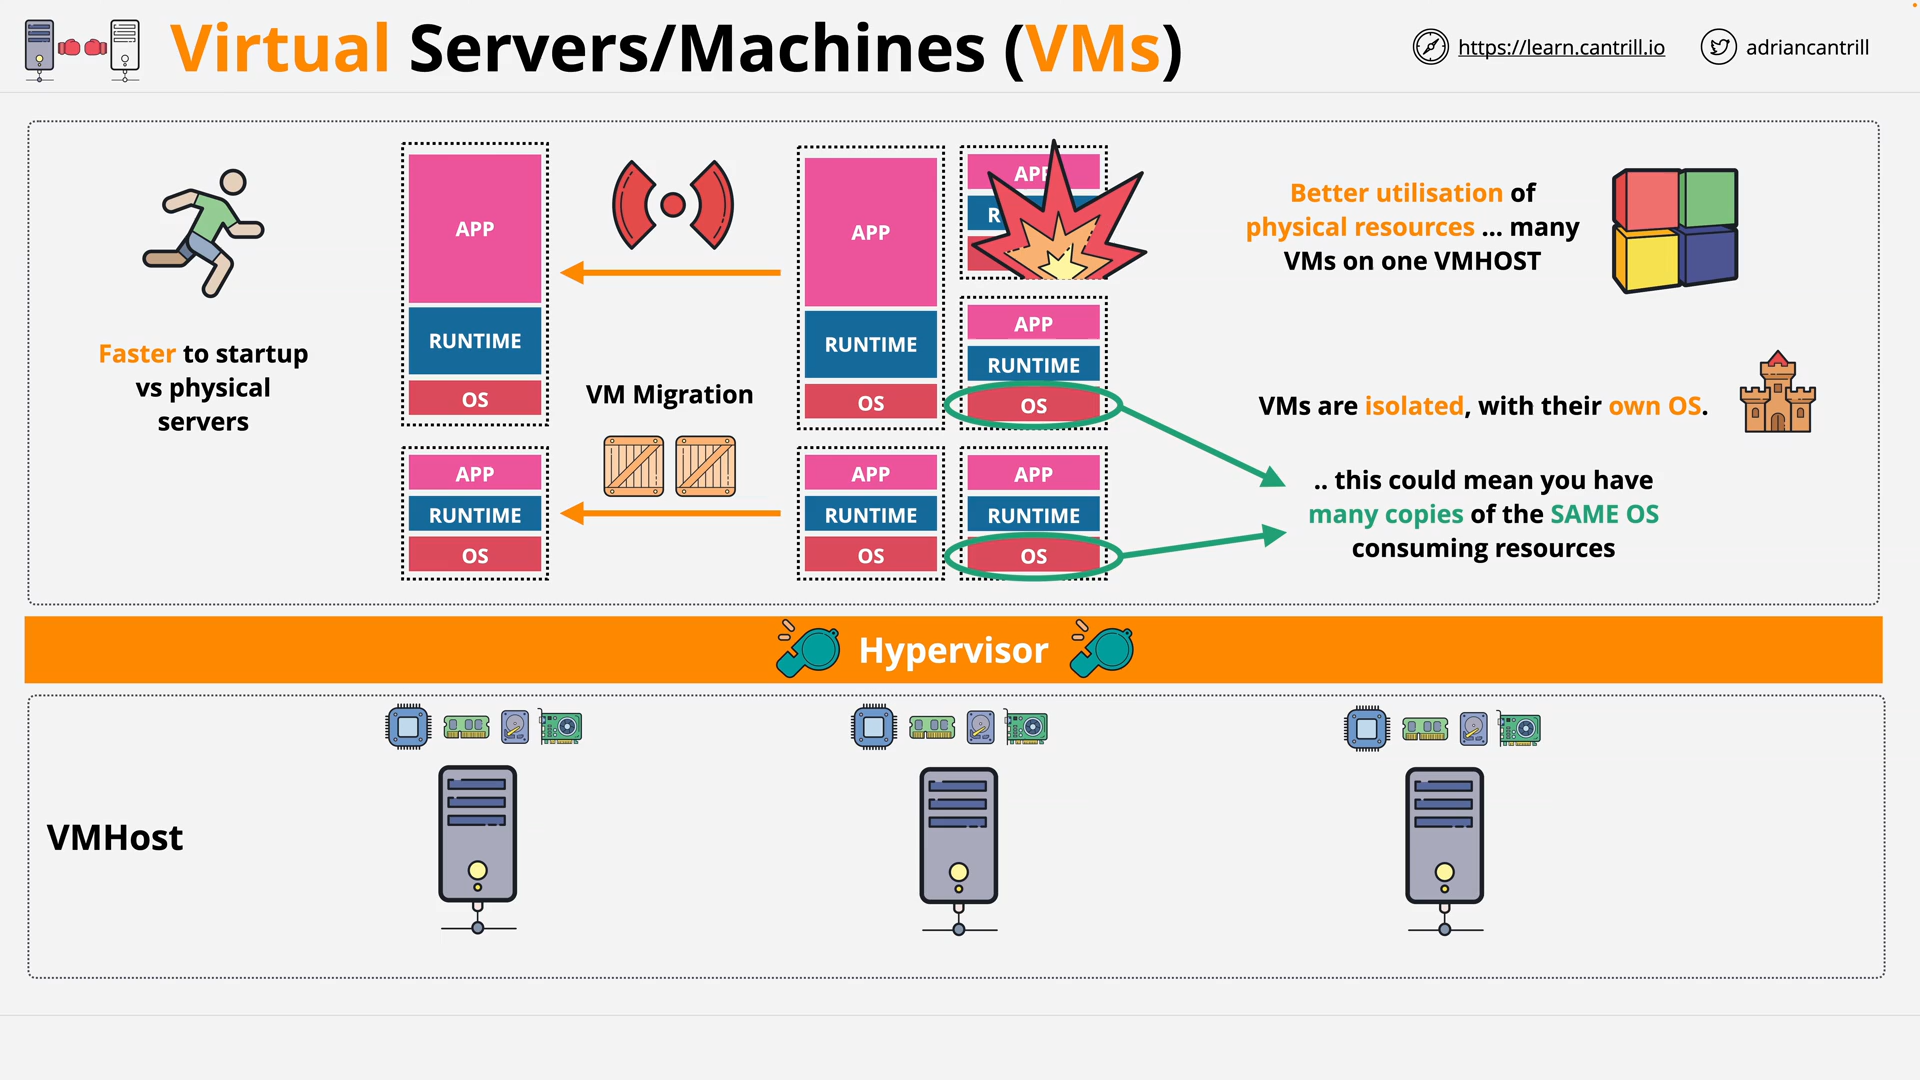 Virtual Servers/Machines (VMs)
https://learn.cantrill.io
adriancantrill
Faster to startup
vs physical
servers
APP
RUNTIME
OS
APP
RUNTIME
OS
VM Migration
APP
RUNTIME
OS
APP
RUNTIME
OS
APP
APP
RUNTIME
OS
APP
RUNTIME
OS
Better utilisation of
physical resources ... many
VMs on one VMHOST
VMs are isolated, with their own OS.
.. this could mean you have
many copies of the SAME OS
consuming resources
Hypervisor
VMHost